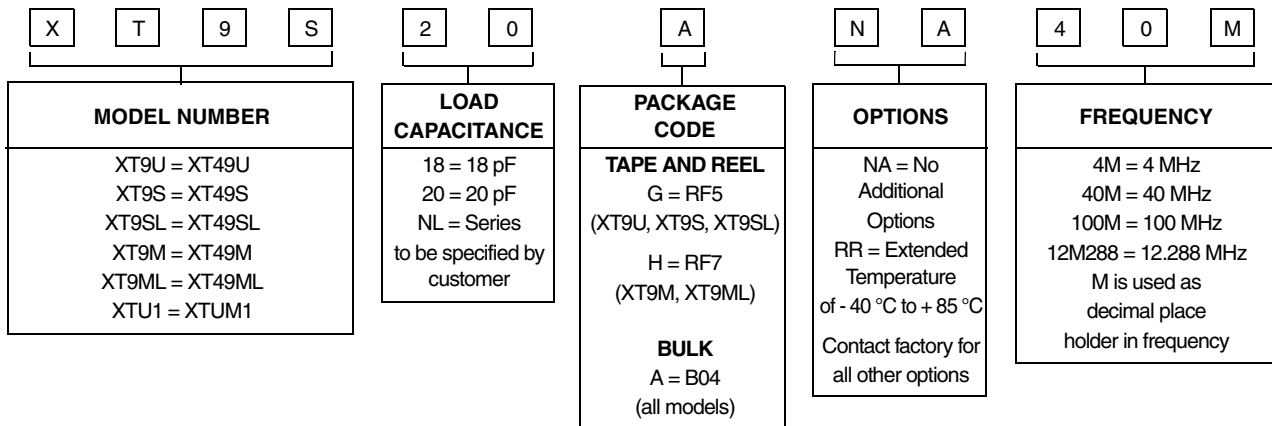 X T 9 S 2 0 A N A 4 0 M
MODEL NUMBER
XT9U = XT49U
XT9S = XT49S
XT9SL = XT49SL
XT9M = XT49M
XT9ML = XT49ML
XTU1 = XTUM1
LOAD
CAPACITANCE
18 = 18 pF
20 = 20 pF
NL = Series
to be specified by
customer
PACKAGE
CODE
TAPE AND REEL
G = RF5
(XT9U, XT9S, XT9SL)
H = RF7
(XT9M, XT9ML)
BULK
A = B04
(all models)
OPTIONS
NA = No
Additional
Options
RR = Extended
Temperature
of - 40 °C to + 85 °C
Contact factory for
all other options
FREQUENCY
4M = 4 MHz
40M = 40 MHz
100M = 100 MHz
12M288 = 12.288 MHz
M is used as
decimal place
holder in frequency